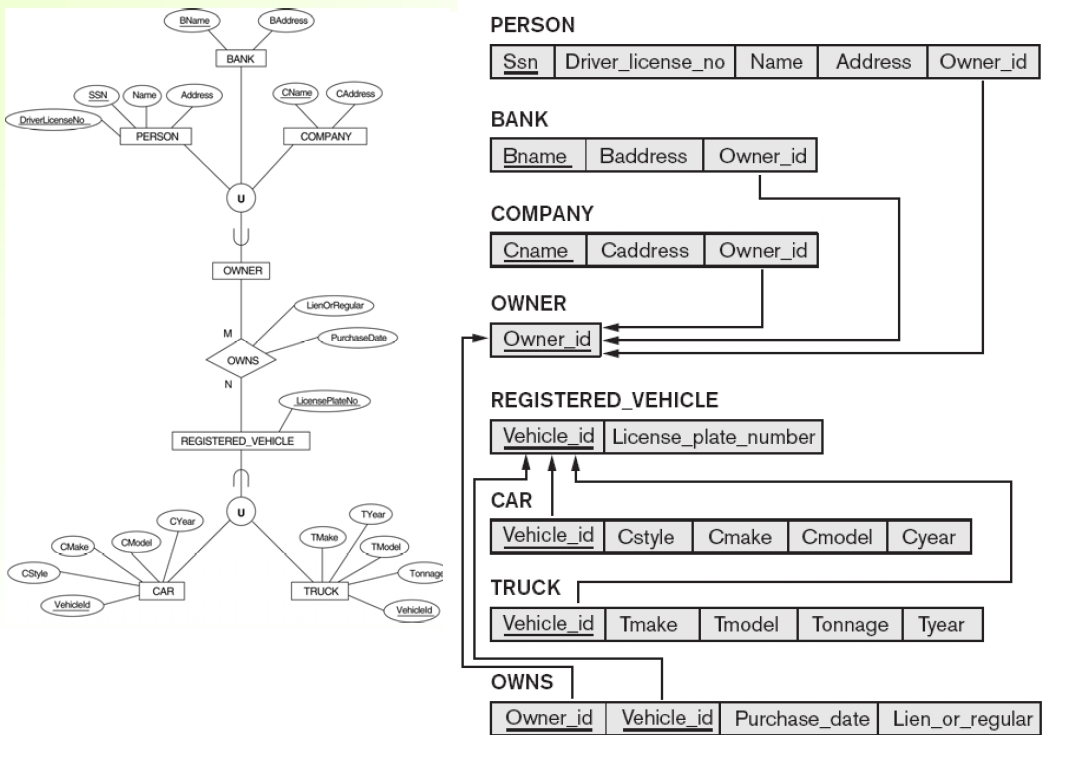 BName
BAddress
BANK
SSN
Name
Address
CName
CAddress
DriverLicenseNo
PERSON
COMPANY
U
OWNER
LienOrRegular
M
PurchaseDate
OWNS
N
LicensePlateNo
REGISTERED_VEHICLE
U
TYear
CYear
TMake
CModel
CMake
TModel
CStyle
Tonnage
CAR
TRUCK
VehicleId
VehicleId
PERSON
Ssn Driver_license_no Name Address Owner_id
BANK
Bname Baddress Owner_id
COMPANY
Cname Caddress Owner_id
OWNER
Owner_id
REGISTERED_VEHICLE
Vehicle_id License_plate_number
CAR
Vehicle_id Cstyle Cmake Cmodel Cyear
TRUCK
Vehicle_id Tmake Tmodel Tonnage Tyear
OWNS
Owner_id Vehicle_id Purchase_date Lien_or_regular